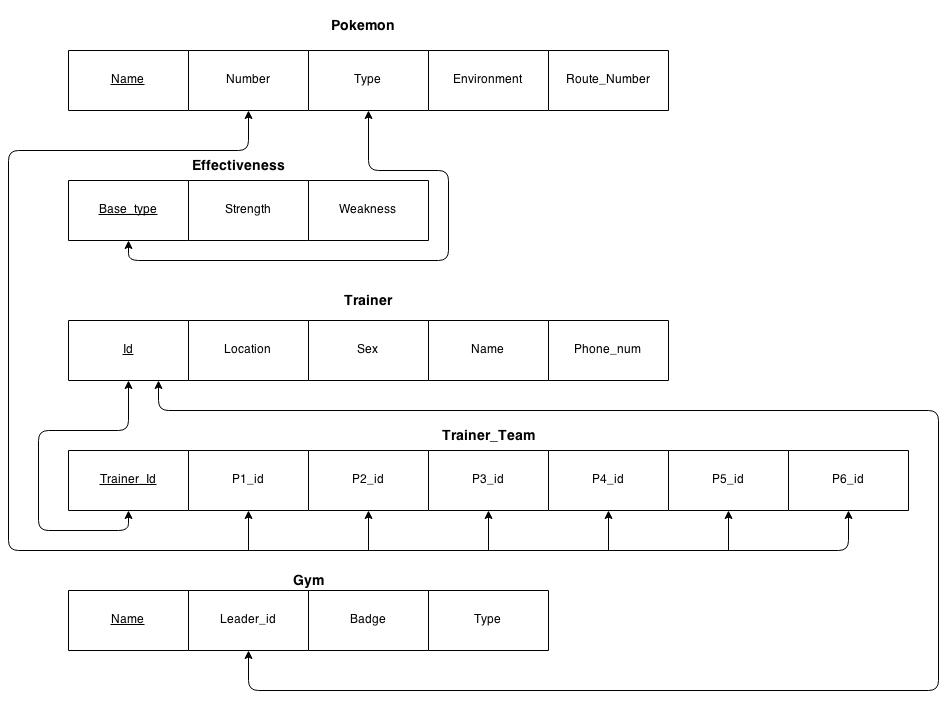 Pokemon
Name Number Type Environment Route_Number
Effectiveness
Base_type Strength Weakness
Trainer
Id Location Sex Name Phone_num
Trainer_Team
Trainer_Id P1_id P2_id P3_id P4_id P5_id P6_id
Gym
Name Leader_id Badge Type